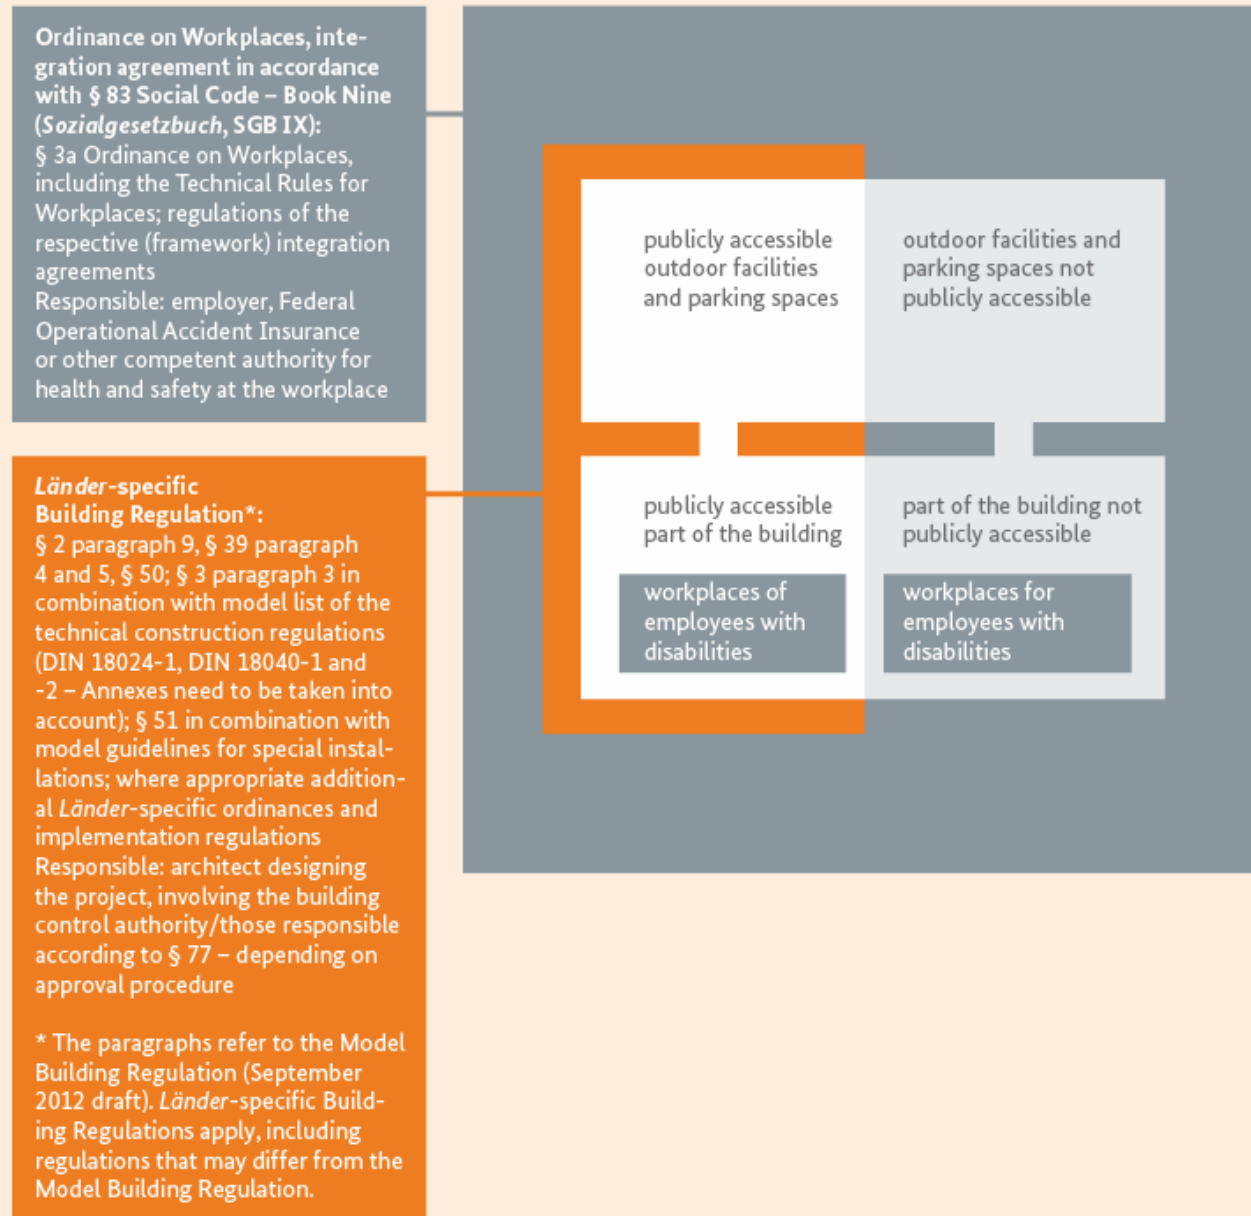 Ordinance on Workplaces, inte-
gration agreement in accordance
with § 83 Social Code – Book Nine
(Sozialgesetzbuch, SGB IX):
§ 3a Ordinance on Workplaces,
including the Technical Rules for
Workplaces; regulations of the
respective (framework) integration
agreements
Responsible: employer, Federal
Operational Accident Insurance
or other competent authority for
health and safety at the workplace
Länder-specific
Building Regulation*:
§ 2 paragraph 9, § 39 paragraph
4 and 5, § 50; § 3 paragraph 3 in
combination with model list of the
technical construction regulations
(DIN 18024-1, DIN 18040-1 and
-2 – Annexes need to be taken into
account); § 51 in combination with
model guidelines for special instal-
lations; where appropriate addition-
al Länder-specific ordinances and
implementation regulations
Responsible: architect designing
the project, involving the building
control authority/those responsible
according to § 77 – depending on
approval procedure
* The paragraphs refer to the Model
Building Regulation (September
2012 draft). Länder-specific Build-
ing Regulations apply, including
regulations that may differ from the
Model Building Regulation.
publicly accessible
outdoor facilities
and parking spaces
outdoor facilities and
parking spaces not
publicly accessible
publicly accessible
part of the building
part of the building not
publicly accessible
workplaces of
employees with
disabilities
workplaces for
employees with
disabilities